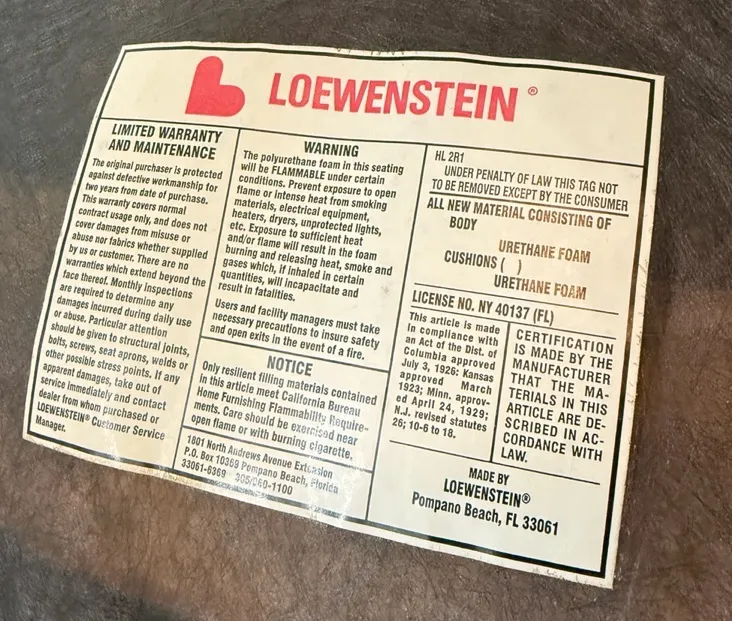 LOEWENSTEIN®
LIMITED WARRANTY
AND MAINTENANCE
The original purchaser is protected
against defective workmanship for
two years from date of purchase.
This warranty covers normal
contract usage only, and does not
cover damages from misuse or
abuse nor fabrics whether supplied
by us or customer. There are no
warranties which extend beyond the
face thereof. Monthly inspections
are required to determine any
damages incurred during daily use
or abuse. Particular attention
should be given to structural joints,
bolts, screws, seat aprons, welds or
other possible stress points. If any
apparent damages, take out of
service immediately and contact
dealer from whom purchased or
LOEWENSTEIN® Customer Service
Manager.
WARNING
The polyurethane foam in this seating
will be FLAMMABLE under certain
conditions. Prevent exposure to open
flame or intense heat from smoking
materials, electrical equipment,
heaters, dryers, unprotected lights,
etc. Exposure to sufficient heat
and/or flame will result in the foam
burning and releasing heat, smoke and
gases which, if inhaled in certain
quantities, will incapacitate and
result in fatalities.
Users and facility managers must take
necessary precautions to insure safety
and open exits in the event of a fire.
NOTICE
Only resilient filling materials contained
in this article meet California Bureau
Home Furnishing Flammability Require-
ments. Care should be exercised near
open flame or with burning cigarette.
1801 North Andrews Avenue Extension
P.O. Box 10369 Pompano Beach, Florida
33061-6369 305/960-1100
HL 2R1
UNDER PENALTY OF LAW THIS TAG NOT
TO BE REMOVED EXCEPT BY THE CONSUMER
ALL NEW MATERIAL CONSISTING OF
BODY
URETHANE FOAM
CUSHIONS ( )
URETHANE FOAM
LICENSE NO. NY 40137 (FL)
This article is made
in compliance with
an Act of the Dist. of
Columbia approved
July 3, 1926; Kansas
approved March
1923; Minn. approv-
ed April 24, 1929;
N.J. revised statutes
26; 10-6 to 18.
CERTIFICATION
IS MADE BY THE
MANUFACTURER
THAT THE MA-
TERIALS IN THIS
ARTICLE ARE DE-
SCRIBED IN AC-
CORDANCE WITH
LAW.
MADE BY
LOEWENSTEIN®
Pompano Beach, FL 33061